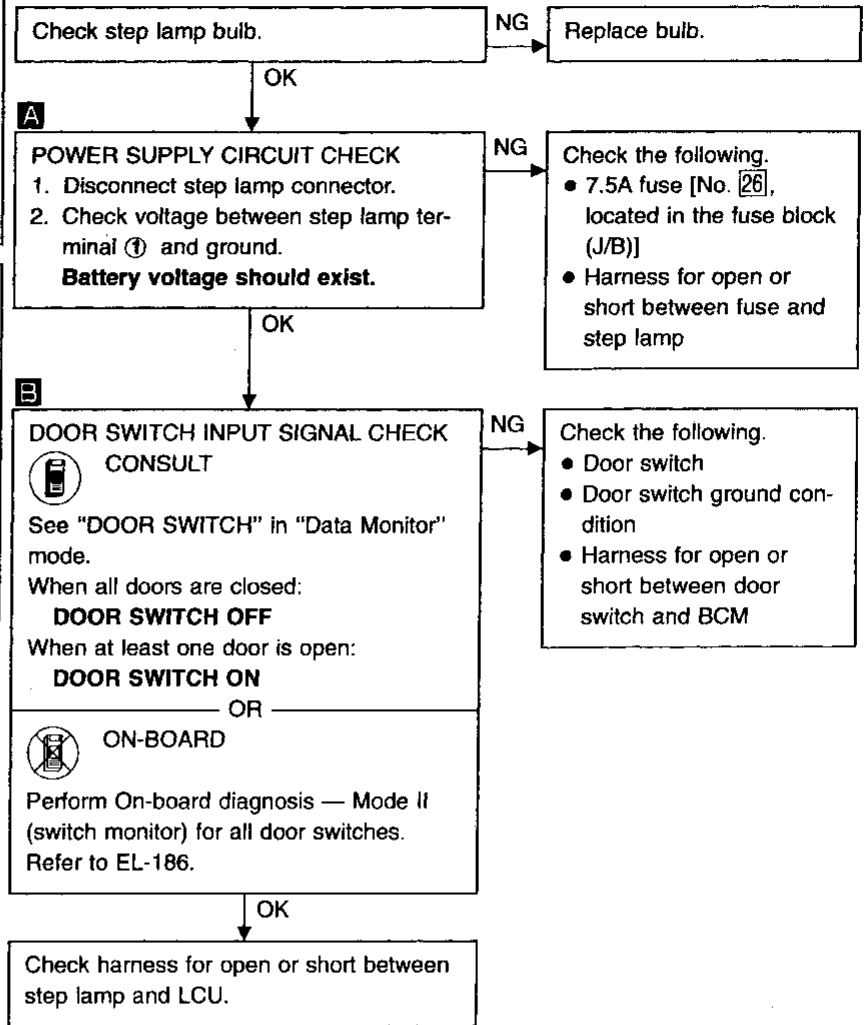 Check step lamp bulb.
NG
Replace bulb.
OK
A
POWER SUPPLY CIRCUIT CHECK
1. Disconnect step lamp connector.
2. Check voltage between step lamp ter-
minal ① and ground.
Battery voltage should exist.
NG
Check the following.
● 7.5A fuse [No. 26,
located in the fuse block
(J/B)]
● Harness for open or
short between fuse and
step lamp
OK
B
DOOR SWITCH INPUT SIGNAL CHECK
CONSULT
See "DOOR SWITCH" in "Data Monitor"
mode.
When all doors are closed:
DOOR SWITCH OFF
When at least one door is open:
DOOR SWITCH ON
OR
ON-BOARD
Perform On-board diagnosis — Mode II
(switch monitor) for all door switches.
Refer to EL-186.
NG
Check the following.
● Door switch
● Door switch ground con-
dition
● Harness for open or
short between door
switch and BCM
OK
Check harness for open or short between
step lamp and LCU.